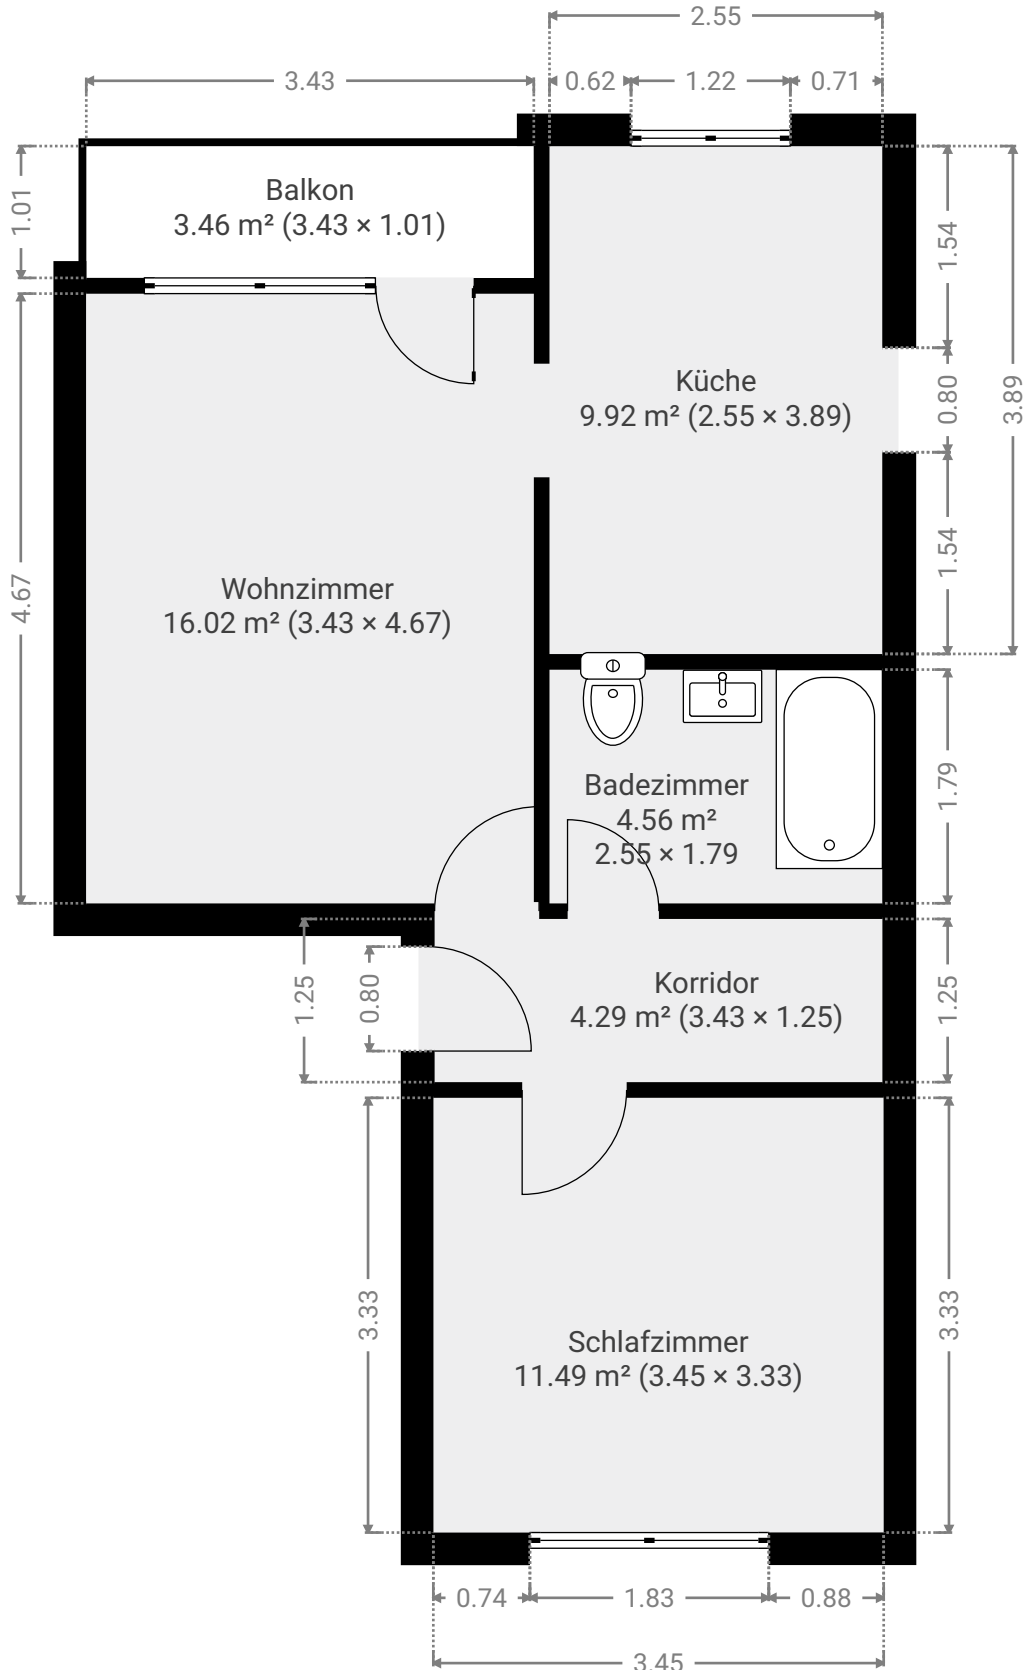 2.55
3.43
0.62
1.22
0.71
Balkon
3.46 m² (3.43 × 1.01)
1.01
1.54
Küche
9.92 m² (2.55 × 3.89)
0.80
3.89
1.54
4.67
Wohnzimmer
16.02 m² (3.43 × 4.67)
Badezimmer
4.56 m²
2.55 × 1.79
1.79
Korridor
4.29 m² (3.43 × 1.25)
1.25
0.80
1.25
3.33
Schlafzimmer
11.49 m² (3.45 × 3.33)
3.33
0.74
1.83
0.88
3.45